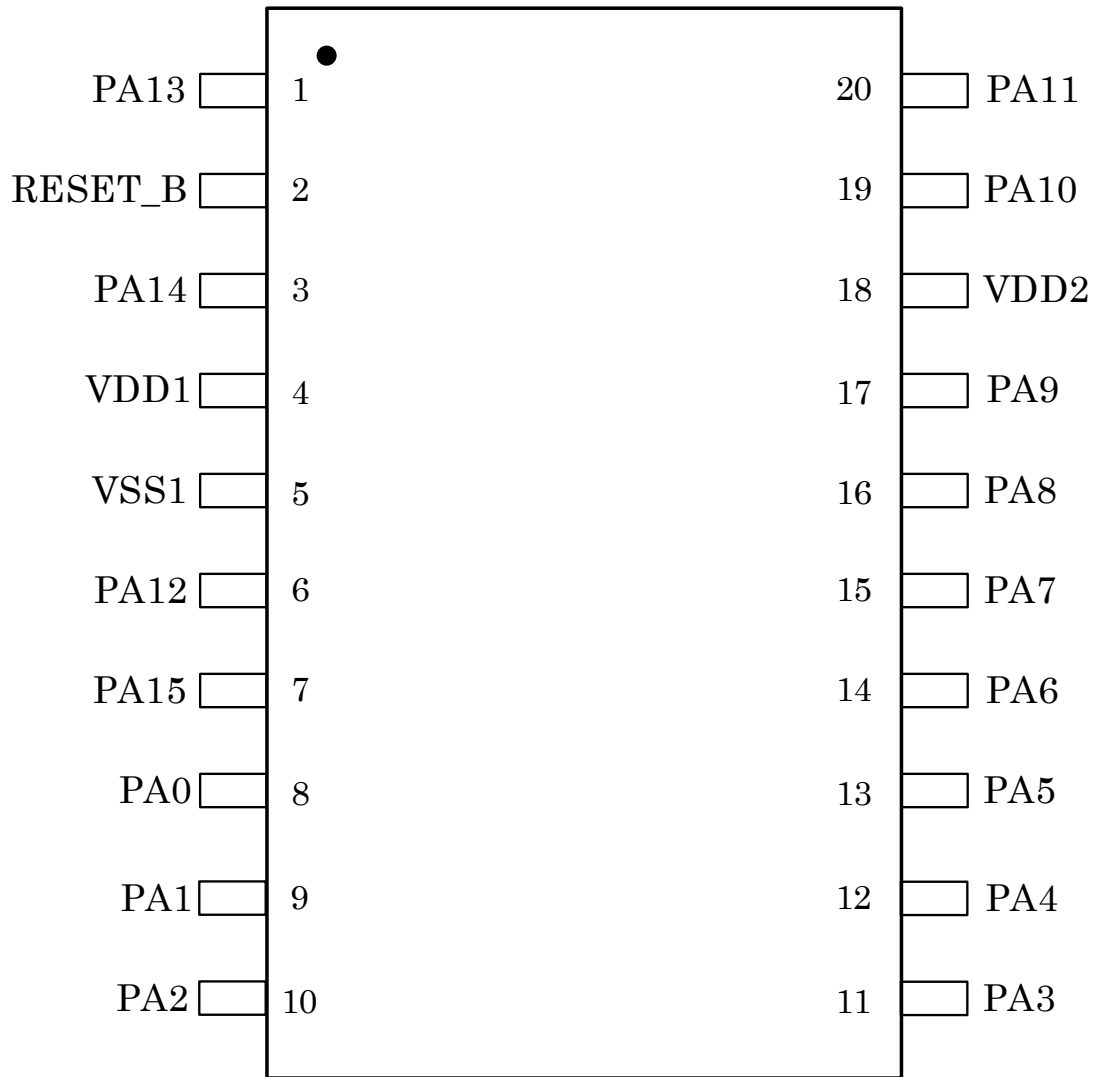 PA13 1 20 PA11
RESET_B 2 19 PA10
PA14 3 18 VDD2
VDD1 4 17 PA9
VSS1 5 16 PA8
PA12 6 15 PA7
PA15 7 14 PA6
PA0 8 13 PA5
PA1 9 12 PA4
PA2 10 11 PA3